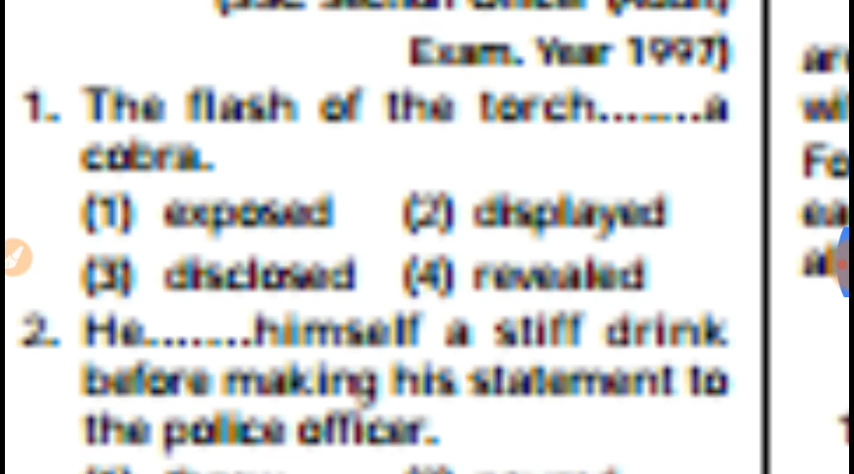 Exam. Year 1997)
1. The flash of the torch........a
cobra.
(1) exposed (2) displayed
(3) disclosed (4) revealed
2. He........himself a stiff drink
before making his statement to
the police officer.